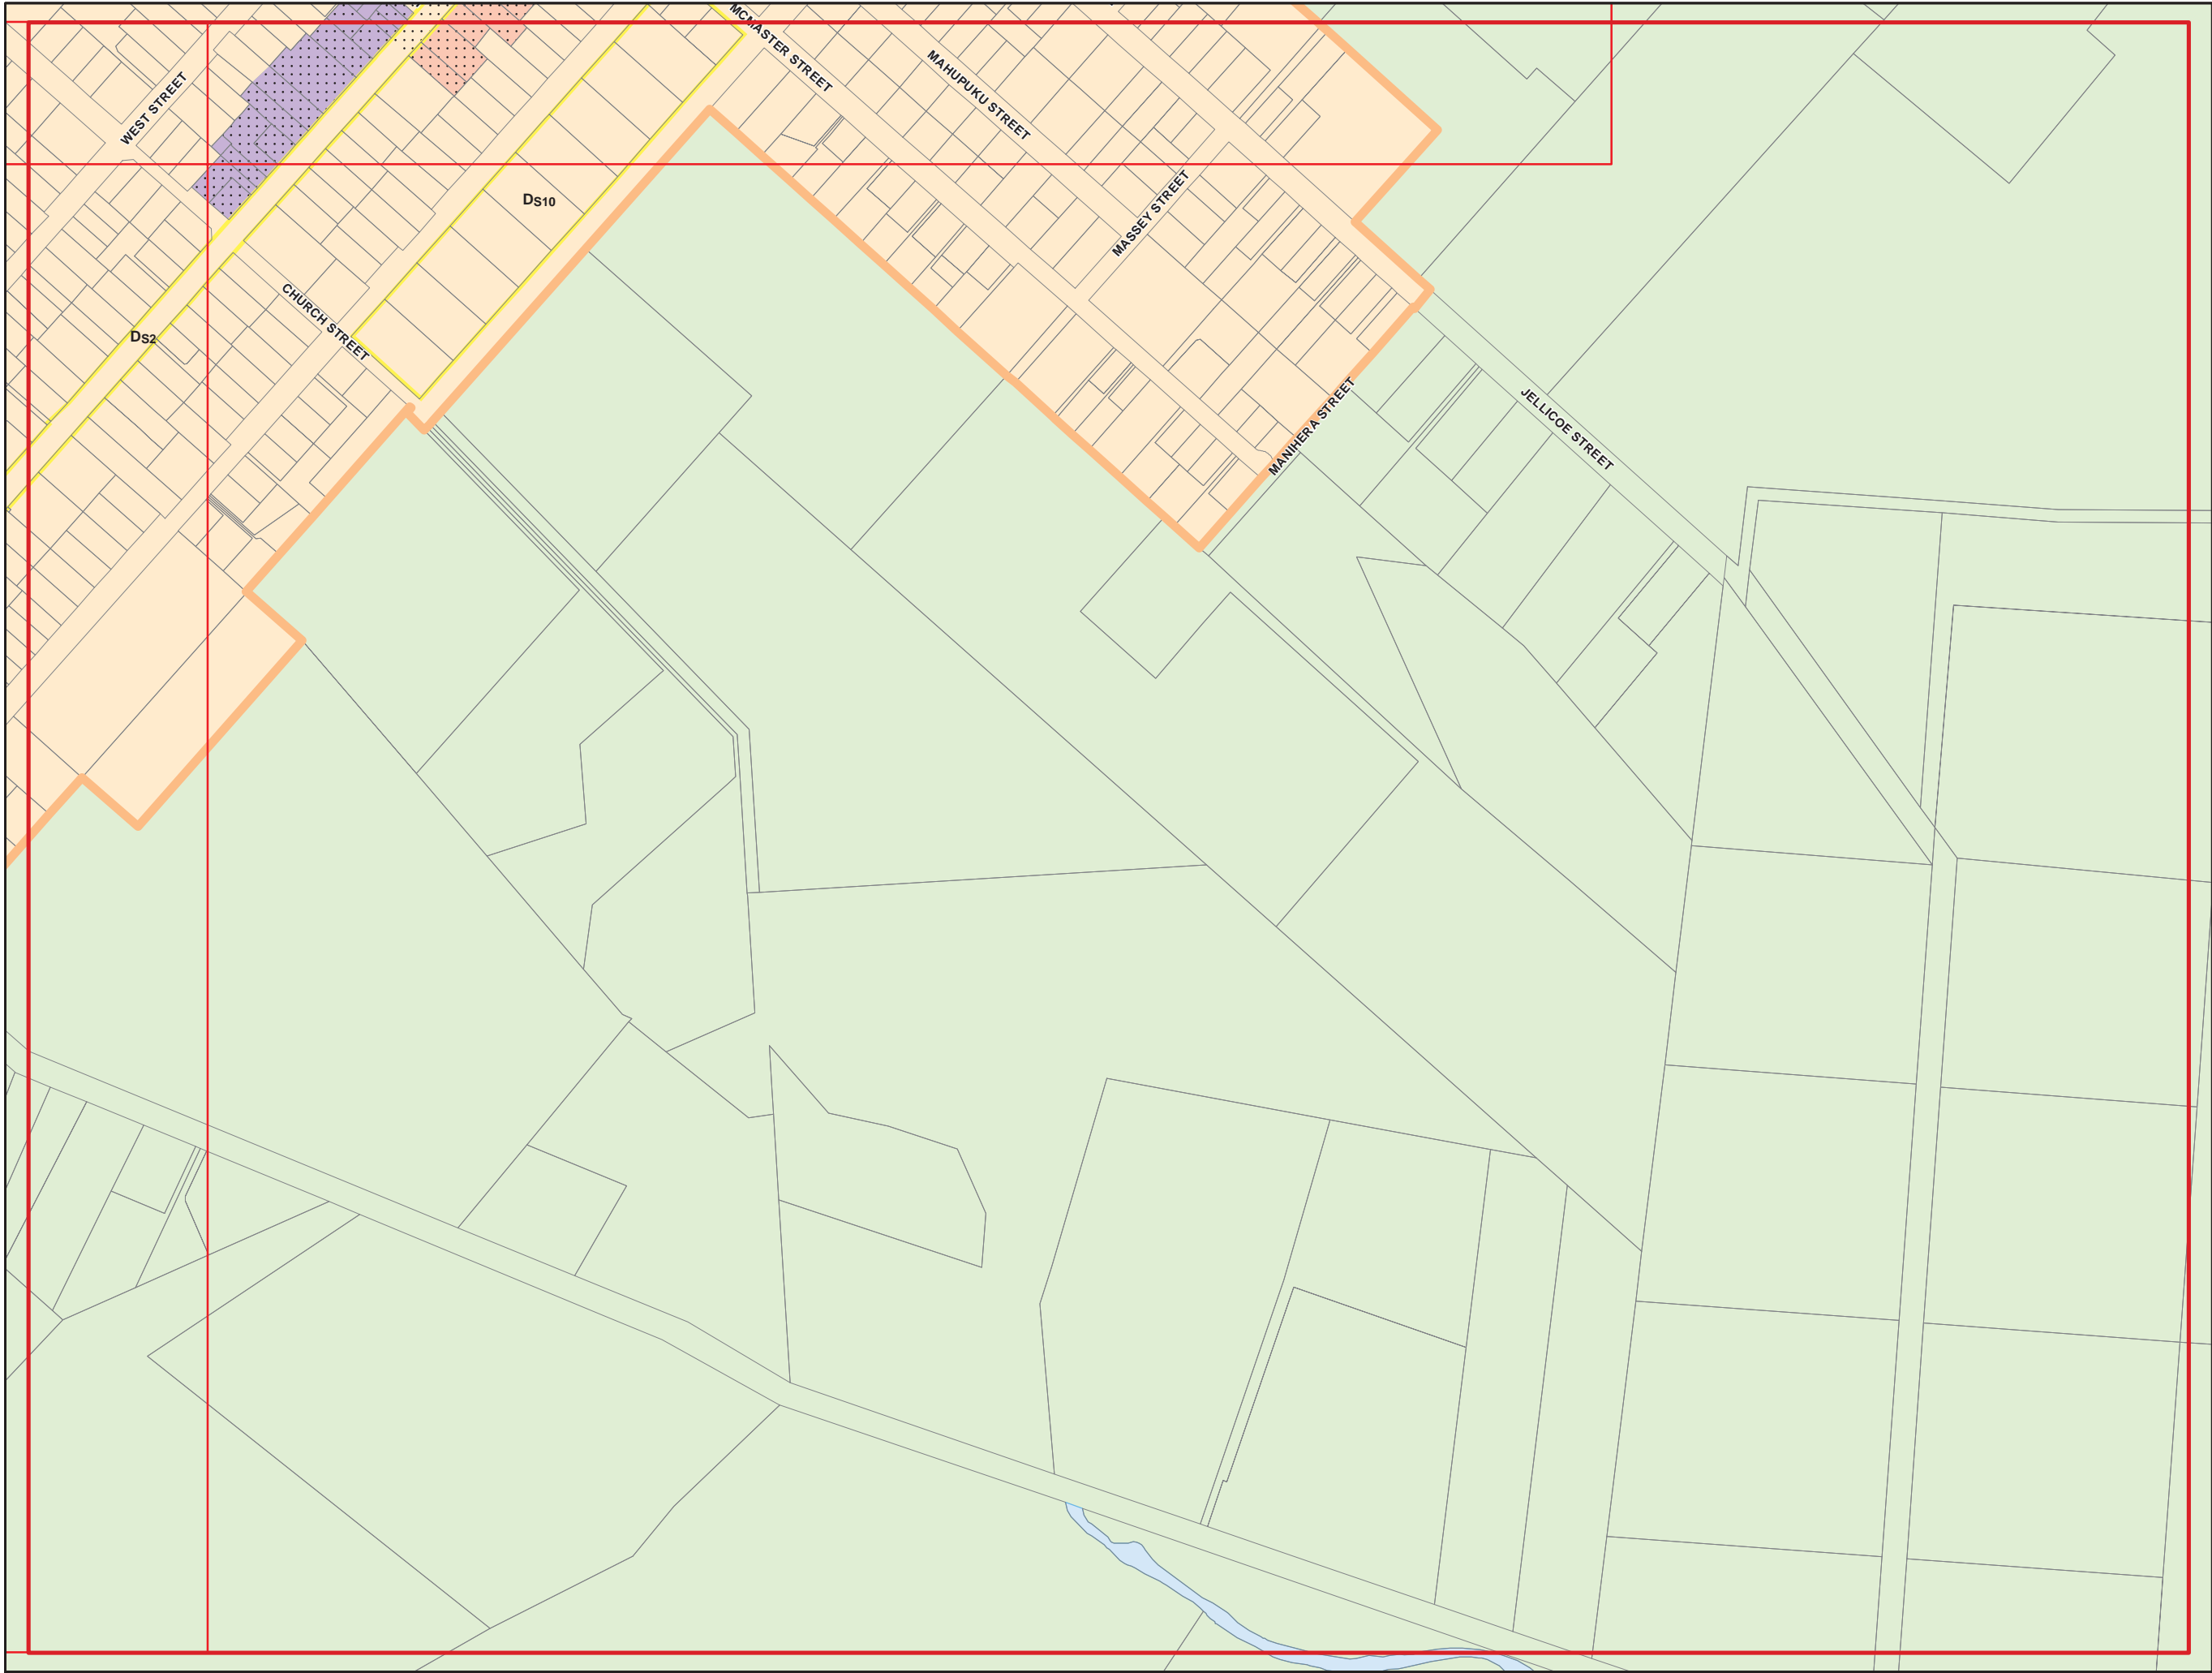 MCMASTER STREET
MAHUPUKU STREET
WEST STREET
MASSEY STREET
DS10
CHURCH STREET
DS2
MANIHERA STREET
JELLICOE STREET